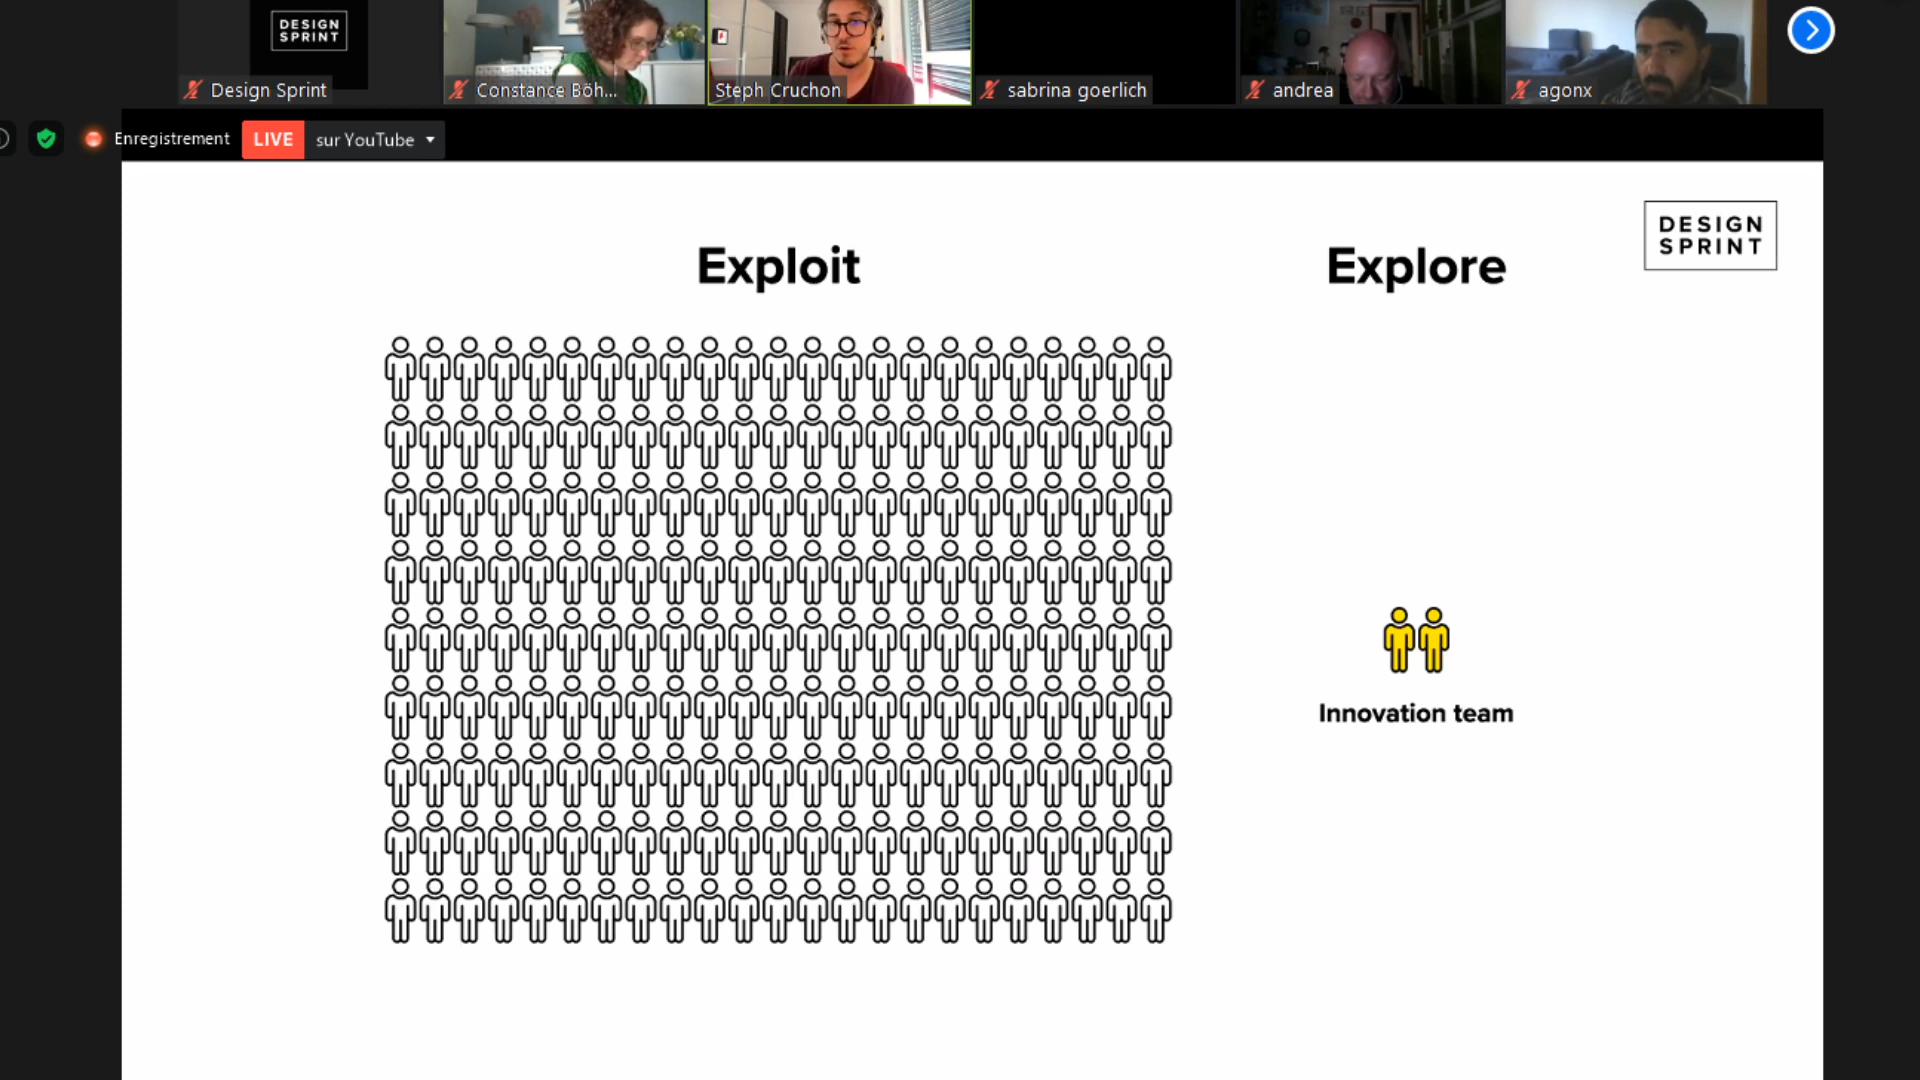 DESIGN
SPRINT
Design Sprint
Constance Böh...
Steph Cruchon
sabrina goerlich
andrea
agonx
Enregistrement
LIVE
sur YouTube
DESIGN
SPRINT
Exploit
Explore
Innovation team